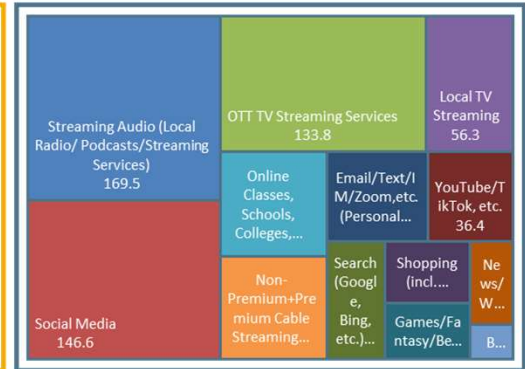 Streaming Audio (Local
Radio/ Podcasts/Streaming
Services)
169.5
Social Media
146.6
OTT TV Streaming Services
133.8
Local TV
Streaming
56.3
Online
Classes,
Schools,
Colleges,...
Email/Text/I
M/Zoom,etc.
(Personal...
YouTube/T
ikTok, etc.
36.4
Non-
Premium+Pre
mium Cable
Streaming...
Search
(Googl
e,
Bing,
etc.)...
Shopping
(incl....
Games/Fa
ntasy/Be...
Ne
ws/
W...
B...